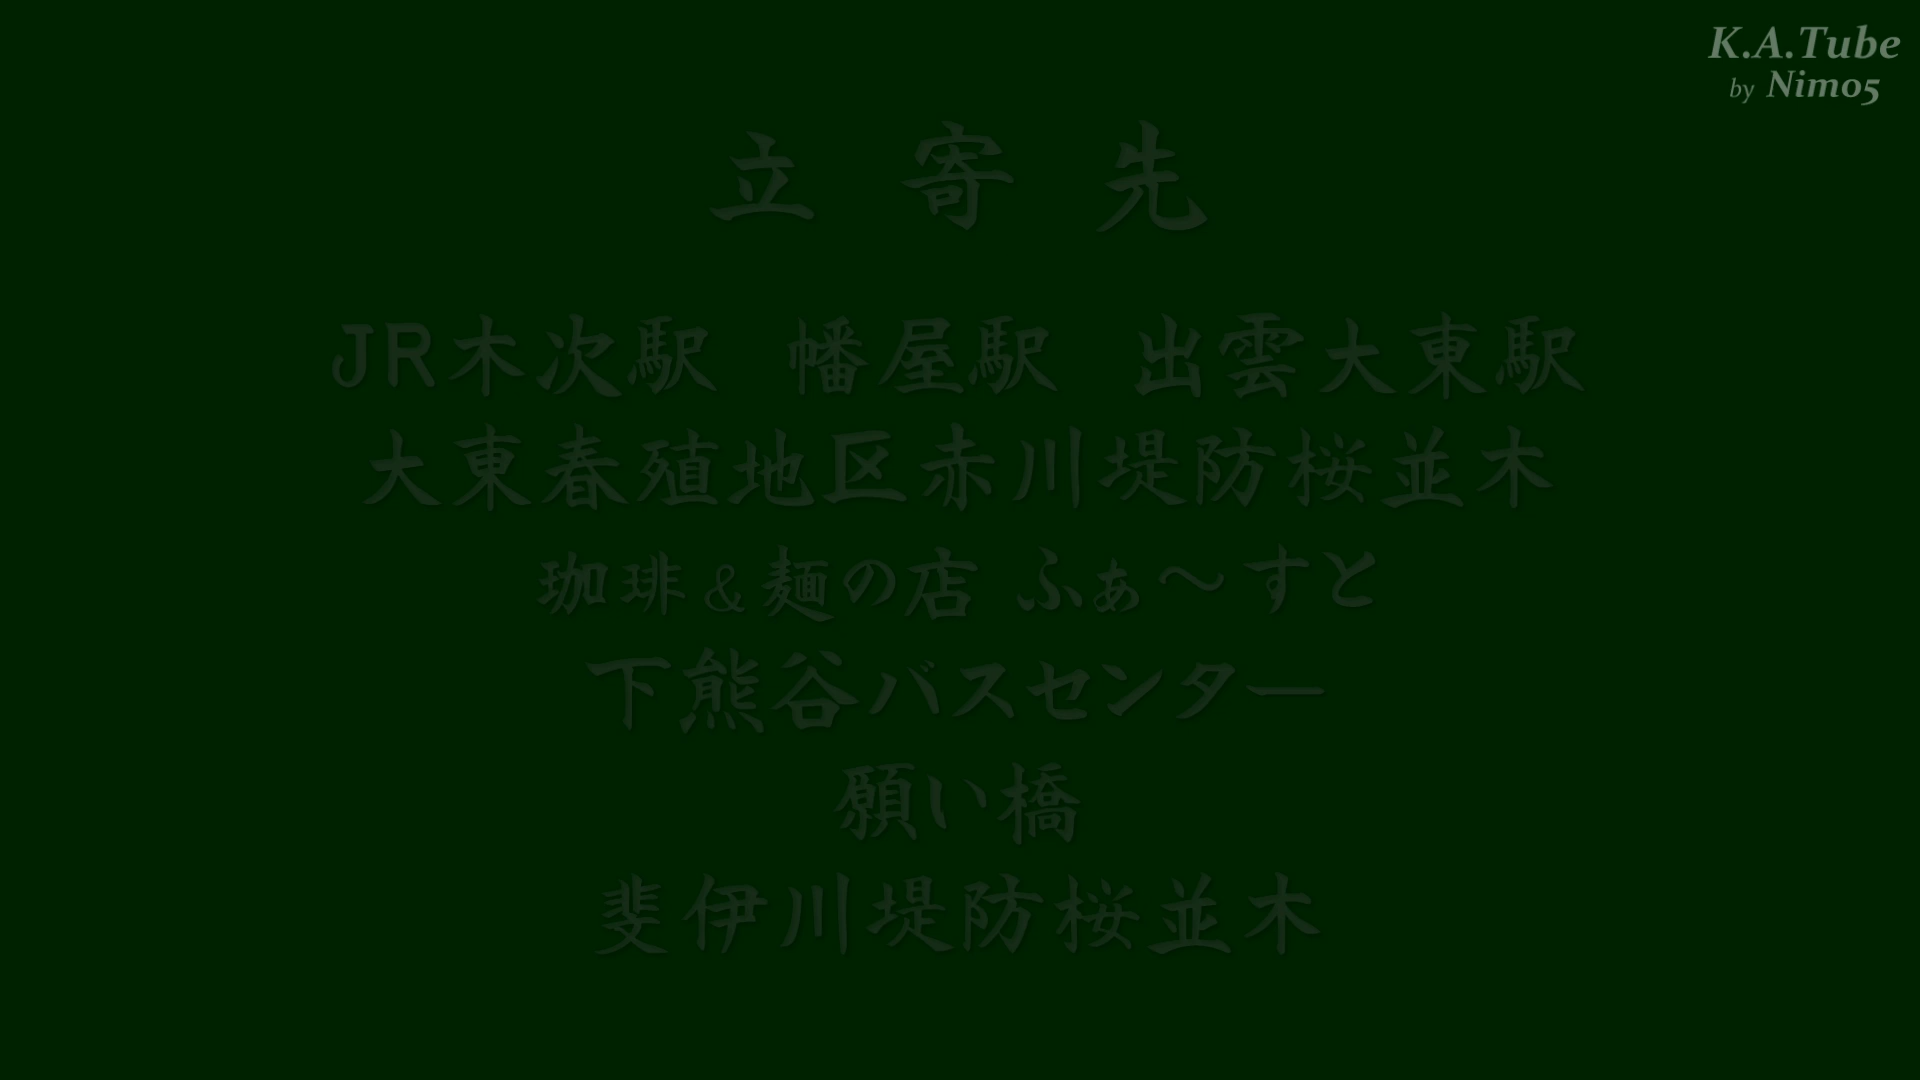 K.A.Tube
by Nimo5
立 寄 先
JR木次駅 幡屋駅 出雲大東駅
大東春殖地区赤川堤防桜並木
珈琲&麺の店 ふぁ～すと
下熊谷バスセンター
願い橋
斐伊川堤防桜並木